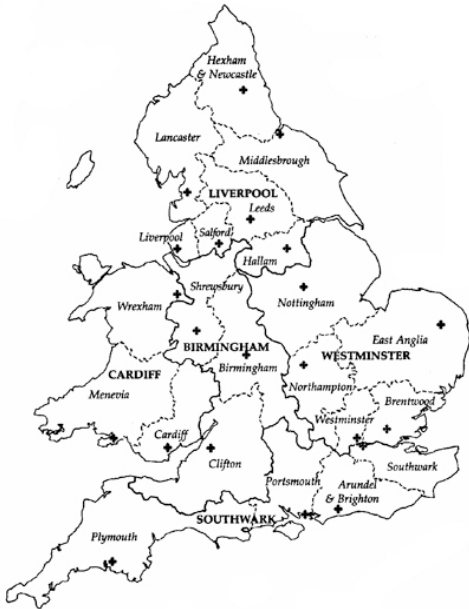 Hexham
& Newcastle
Lancaster
Middlesbrough
LIVERPOOL
Leeds
Liverpool
Salford
Hallam
Shrewsbury
Wrexham
Nottingham
East Anglia
BIRMINGHAM
WESTMINSTER
Birmingham
CARDIFF
Menevia
Northampton
Brentwood
Westminster
Cardiff
Clifton
Southwark
Portsmouth
Arundel
& Brighton
SOUTHWARK
Plymouth